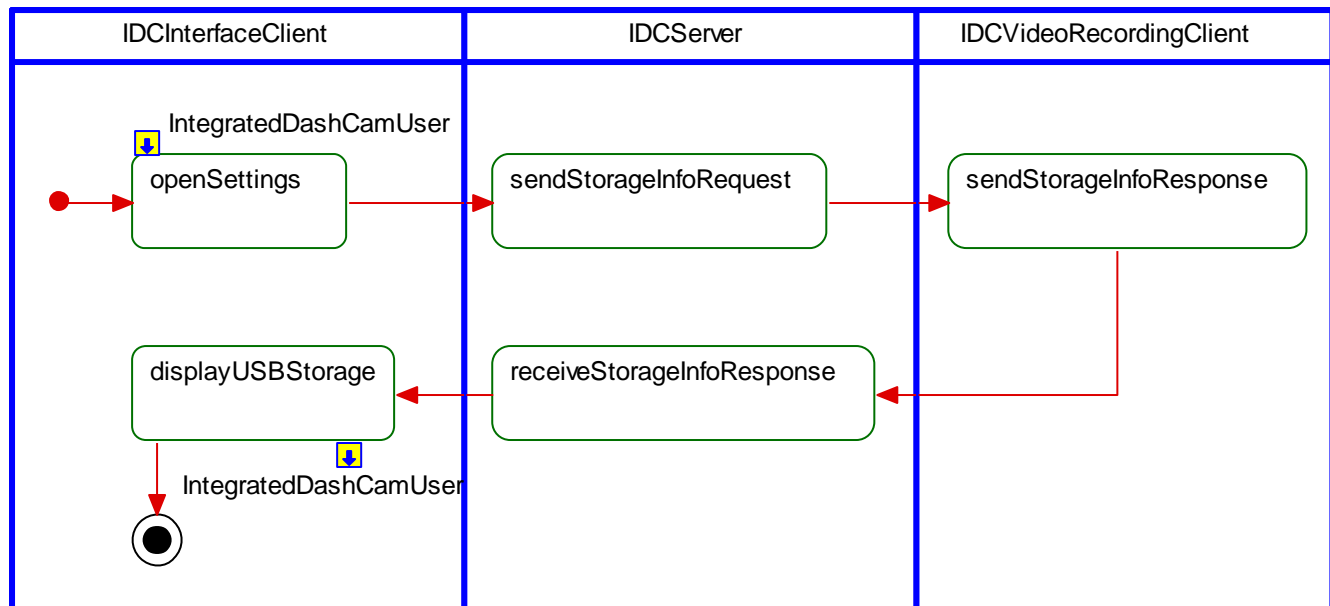 IDCInterfaceClient
IDCServer
IDCVideoRecordingClient
IntegratedDashCamUser
openSettings
sendStorageInfoRequest
sendStorageInfoResponse
displayUSBStorage
receiveStorageInfoResponse
IntegratedDashCamUser